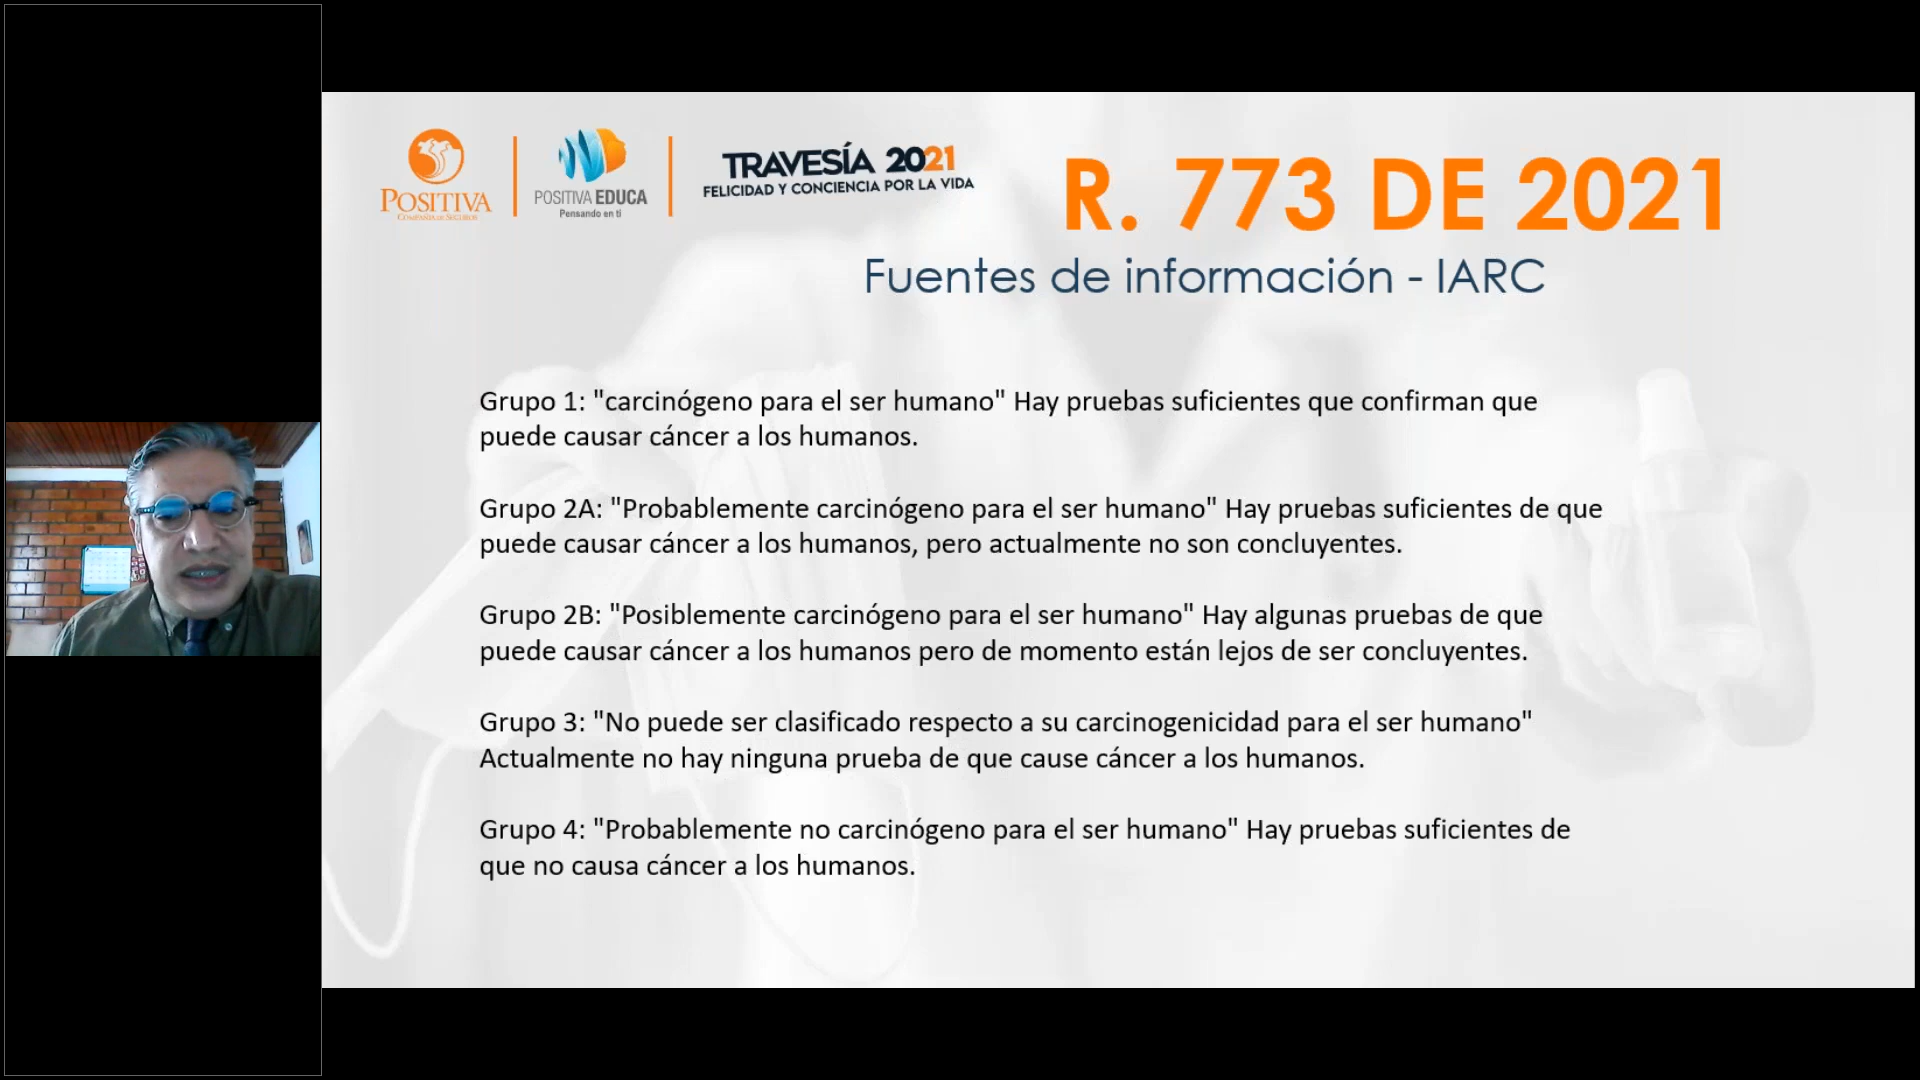 POSITIVA
COMPAÑÍA DE SEGUROS
POSITIVA EDUCA
Pensando en ti
TRAVESÍA 2021
FELICIDAD Y CONCIENCIA POR LA VIDA
R. 773 DE 2021
Fuentes de información - IARC
Grupo 1: "carcinógeno para el ser humano" Hay pruebas suficientes que confirman que
puede causar cáncer a los humanos.
Grupo 2A: "Probablemente carcinógeno para el ser humano" Hay pruebas suficientes de que
puede causar cáncer a los humanos, pero actualmente no son concluyentes.
Grupo 2B: "Posiblemente carcinógeno para el ser humano" Hay algunas pruebas de que
puede causar cáncer a los humanos pero de momento están lejos de ser concluyentes.
Grupo 3: "No puede ser clasificado respecto a su carcinogenicidad para el ser humano"
Actualmente no hay ninguna prueba de que cause cáncer a los humanos.
Grupo 4: "Probablemente no carcinógeno para el ser humano" Hay pruebas suficientes de
que no causa cáncer a los humanos.